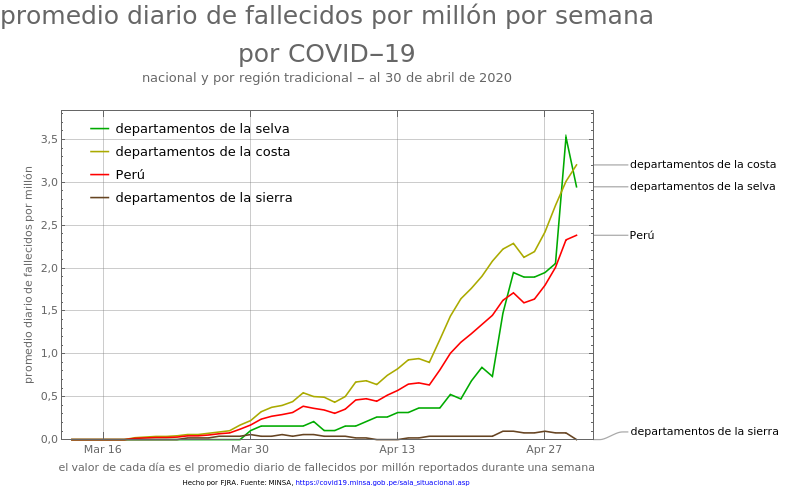 promedio diario de fallecidos por millón por semana
por COVID−19
nacional y por región tradicional − al 30 de abril de 2020
departamentos de la selva
departamentos de la costa
Perú
departamentos de la sierra
promedio diario de fallecidos por millón
3,5
3,0
2,5
2,0
1,5
1,0
0,5
0,0
Mar 16
Mar 30
Apr 13
Apr 27
departamentos de la costa
departamentos de la selva
Perú
departamentos de la sierra
el valor de cada día es el promedio diario de fallecidos por millón reportados durante una semana
Hecho por FJRA. Fuente: MINSA, https://covid19.minsa.gob.pe/sala_situacional.asp